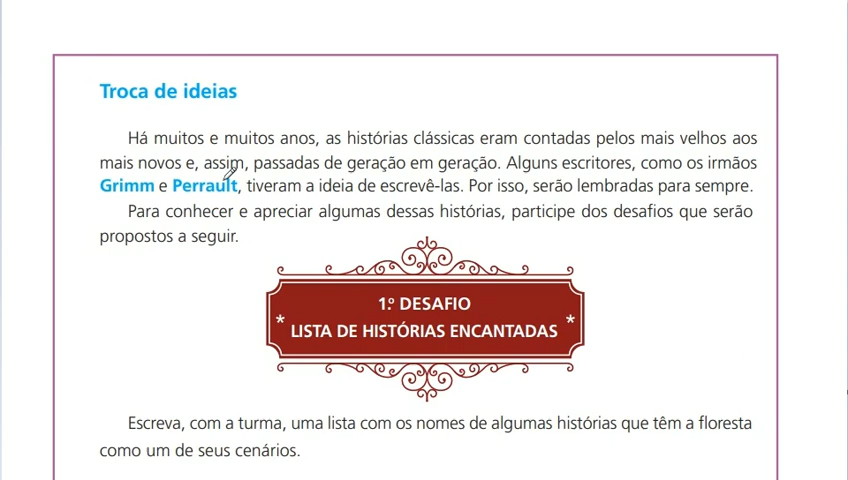 Troca de ideias
Há muitos e muitos anos, as histórias clássicas eram contadas pelos mais velhos aos
mais novos e, assim, passadas de geração em geração. Alguns escritores, como os irmãos
Grimm e Perrault, tiveram a ideia de escrevê-las. Por isso, serão lembradas para sempre.
Para conhecer e apreciar algumas dessas histórias, participe dos desafios que serão
propostos a seguir.
1.º DESAFIO
* LISTA DE HISTÓRIAS ENCANTADAS *
Escreva, com a turma, uma lista com os nomes de algumas histórias que têm a floresta
como um de seus cenários.